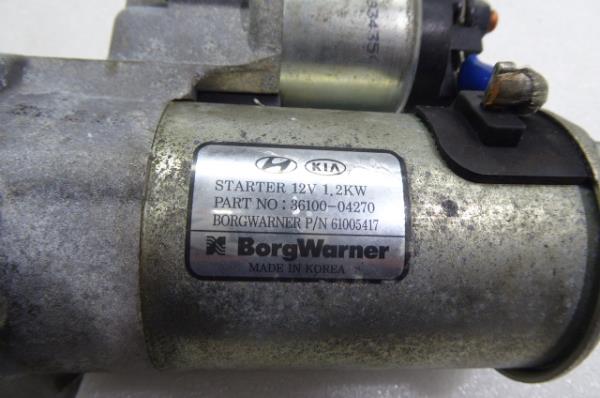 KIA
STARTER 12V 1.2KW
PART NO : 36100-04270
BORGWARNER P/N 61005417
BorgWarner
MADE IN KOREA